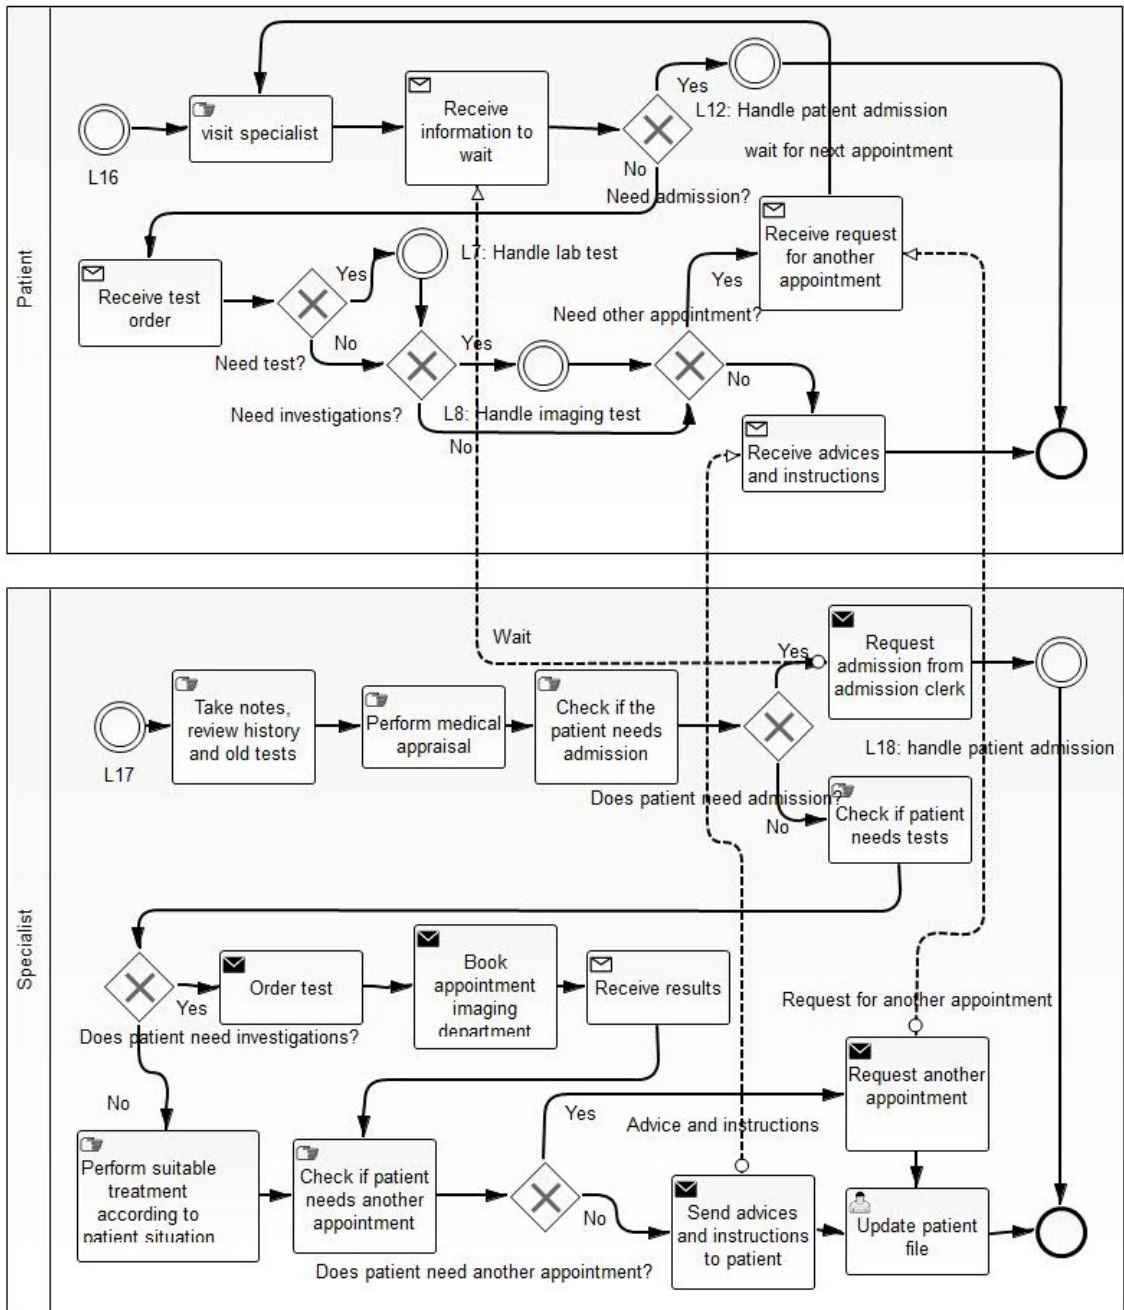 Patient
L16
visit specialist
Receive
information to
wait
Yes
L12: Handle patient admission
wait for next appointment
No
Need admission?
Receive test
order
Yes
L7: Handle lab test
No
Need test?
Need investigations?
Yes
L8: Handle imaging test
No
Need other appointment?
Yes
Receive request
for another
appointment
No
Receive advices
and instructions
Specialist
Wait
L17
Take notes,
review history
and old tests
Perform medical
appraisal
Check if the
patient needs
admission
Does patient need admission?
Yes
Request
admission from
admission clerk
L18: handle patient admission
No
Check if patient
needs tests
Does patient need investigations?
Yes
Order test
Book
appointment
imaging
department
Receive results
No
Perform suitable
treatment
according to
patient situation
Check if patient
needs another
appointment
Does patient need another appointment?
Yes
No
Advice and instructions
Send advices
and instructions
to patient
Request for another appointment
Request another
appointment
Update patient
file